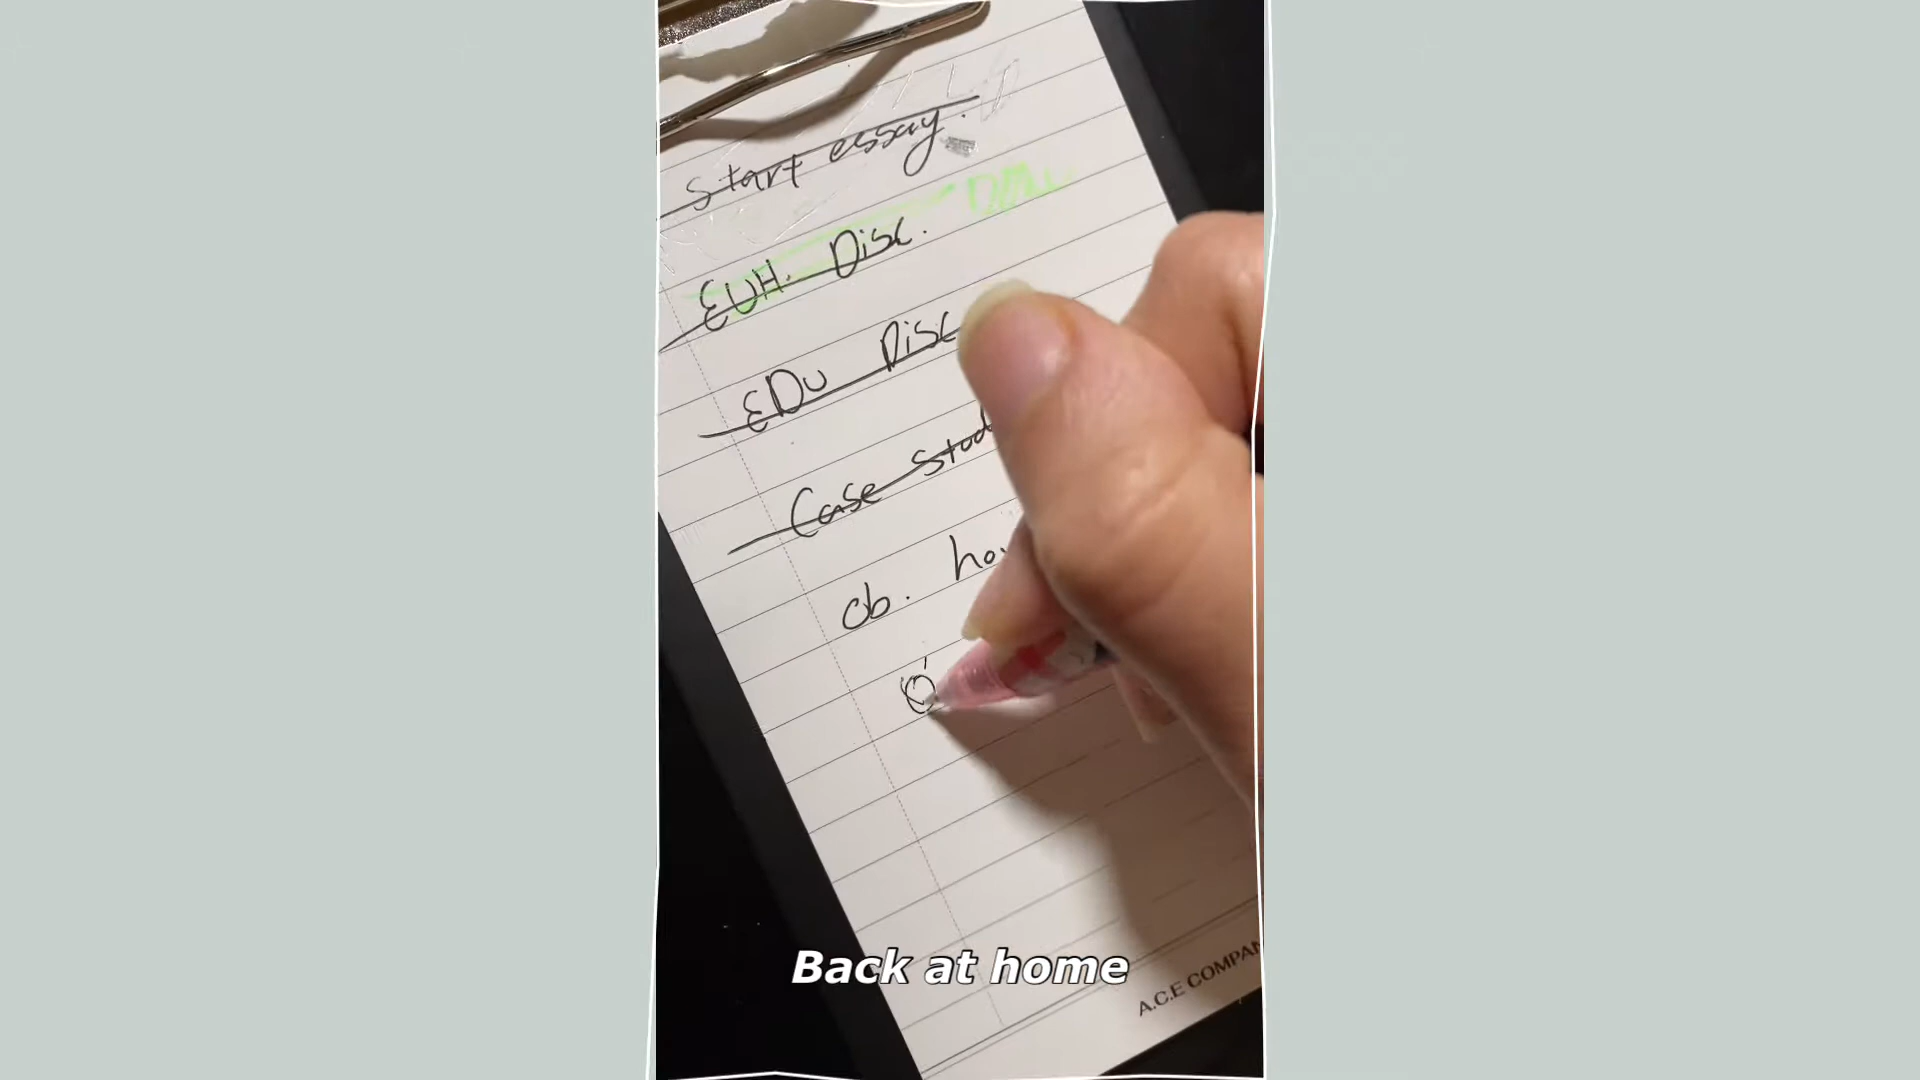 start essay.
EUH. Disc.
EDU Disc
Case Stud
Ob. ho
Back at home
A.C.E COMPAN